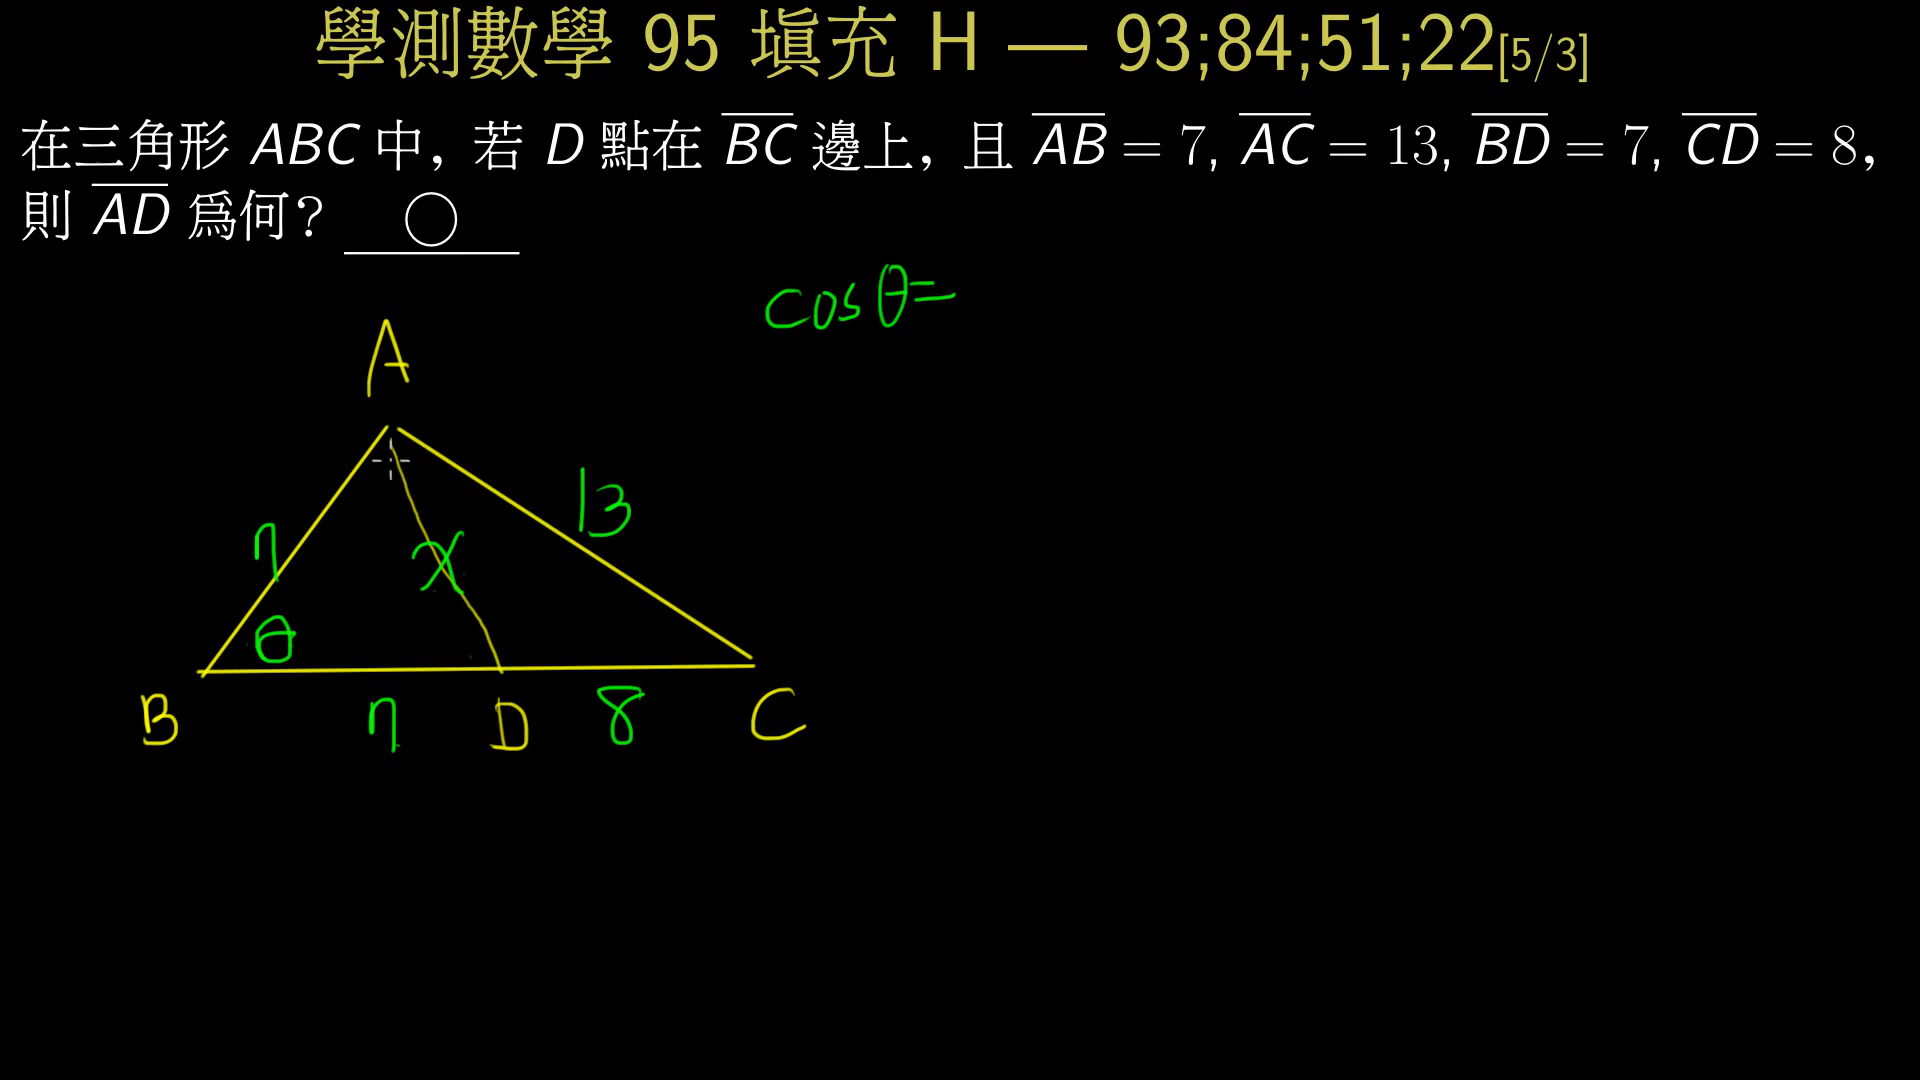 學測數學 95 填充 H — 93;84;51;22[5/3]
在三角形 ABC 中, 若 D 點在 BC 邊上, 且 AB = 7, AC = 13, BD = 7, CD = 8,
則 AD 爲何? ○
cos θ=
A
13
7
x
θ
B
7
D
8
C